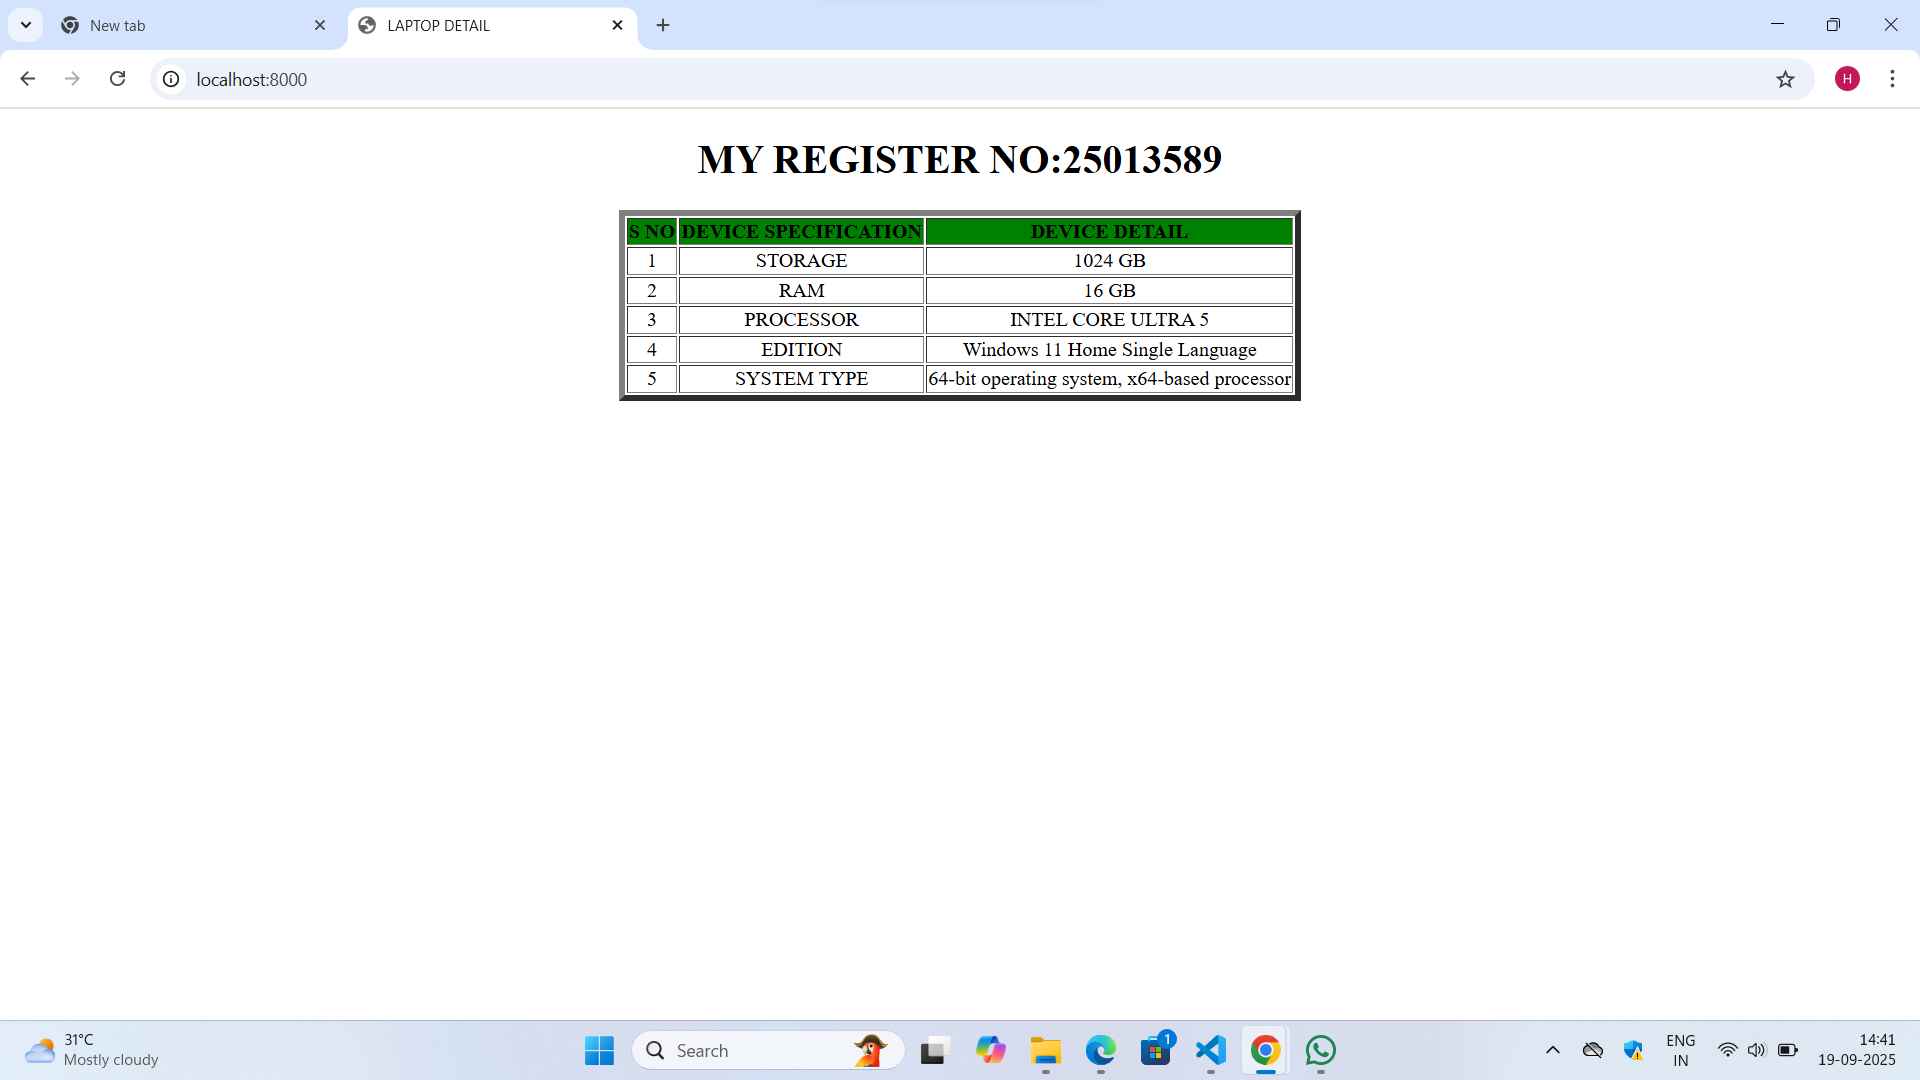 New tab
LAPTOP DETAIL
localhost:8000
H
MY REGISTER NO:25013589
S NO DEVICE SPECIFICATION DEVICE DETAIL
1 STORAGE 1024 GB
2 RAM 16 GB
3 PROCESSOR INTEL CORE ULTRA 5
4 EDITION Windows 11 Home Single Language
5 SYSTEM TYPE 64-bit operating system, x64-based processor
31°C
Mostly cloudy
Search
1
ENG
IN
14:41
19-09-2025